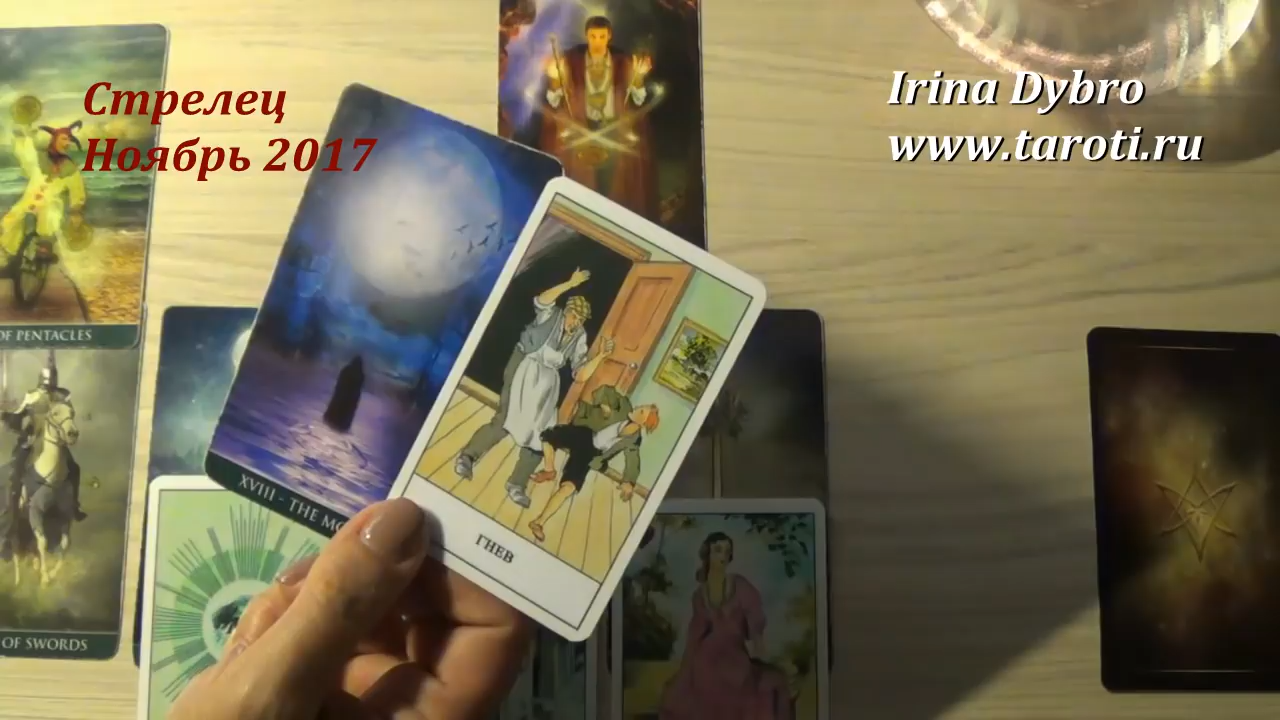 Стрелец
Ноябрь 2017
Irina Dybro
www.taroti.ru
OF PENTACLES
OF SWORDS
XVIII - THE MO
ГНЕВ